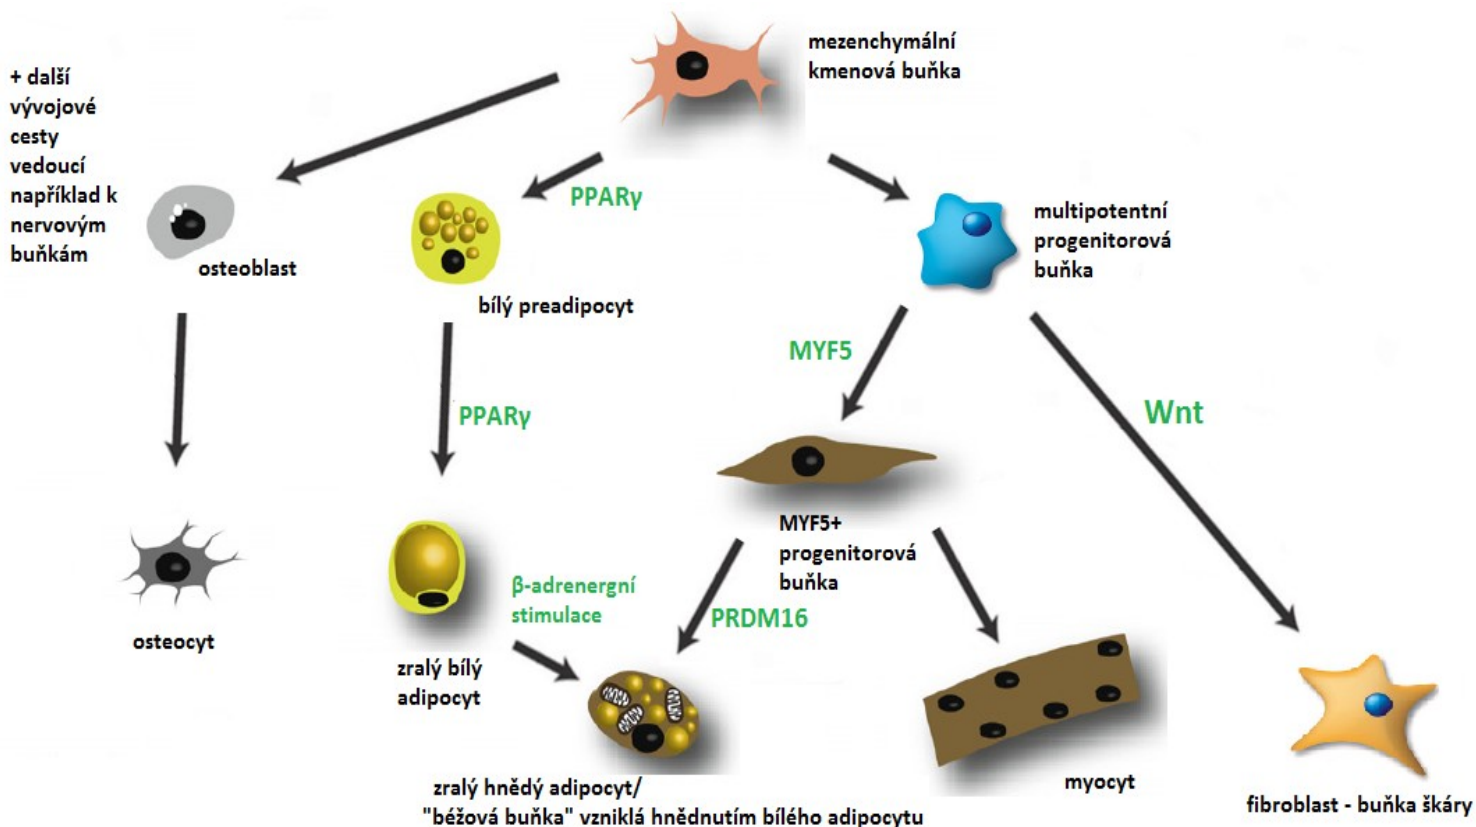 mezenchymální
kmenová buňka
+ další
vývojové
cesty
vedoucí
například k
nervovým
buňkám
osteoblast
PPARγ
bílý preadipocyt
multipotentní
progenitorová
buňka
MYF5
PPARγ
Wnt
MYF5+
progenitorová
buňka
β-adrenergní
stimulace
PRDM16
osteocyt
zralý bílý
adipocyt
zralý hnědý adipocyt/
"béžová buňka" vzniklá hnědnutím bílého adipocytu
myocyt
fibroblast - buňka škáry